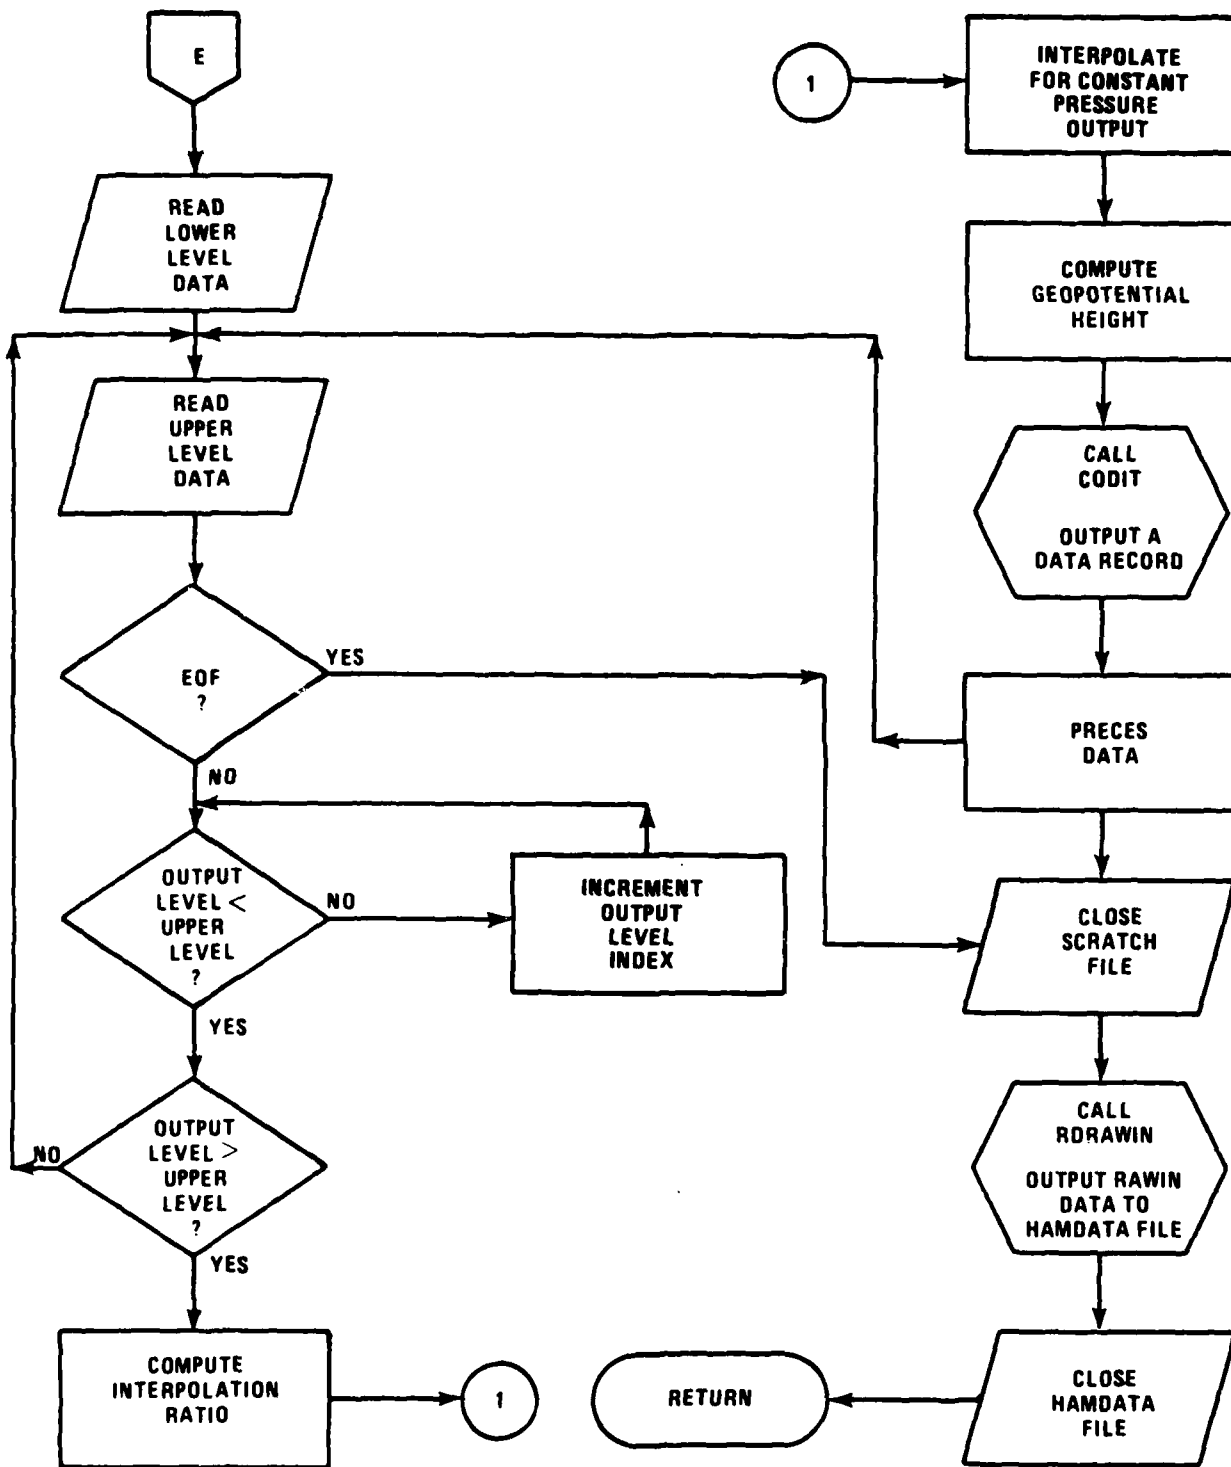 E
READ
LOWER
LEVEL
DATA
READ
UPPER
LEVEL
DATA
EOF
?
YES
NO
OUTPUT
LEVEL <
UPPER
LEVEL
?
NO
INCREMENT
OUTPUT
LEVEL
INDEX
YES
OUTPUT
LEVEL >
UPPER
LEVEL
?
NO
YES
COMPUTE
INTERPOLATION
RATIO
1
1
INTERPOLATE
FOR CONSTANT
PRESSURE
OUTPUT
COMPUTE
GEOPOTENTIAL
HEIGHT
CALL
CODIT
OUTPUT A
DATA RECORD
PRECES
DATA
CLOSE
SCRATCH
FILE
CALL
RDRAWIN
OUTPUT RAWIN
DATA TO
HAMDATA FILE
CLOSE
HAMDATA
FILE
RETURN